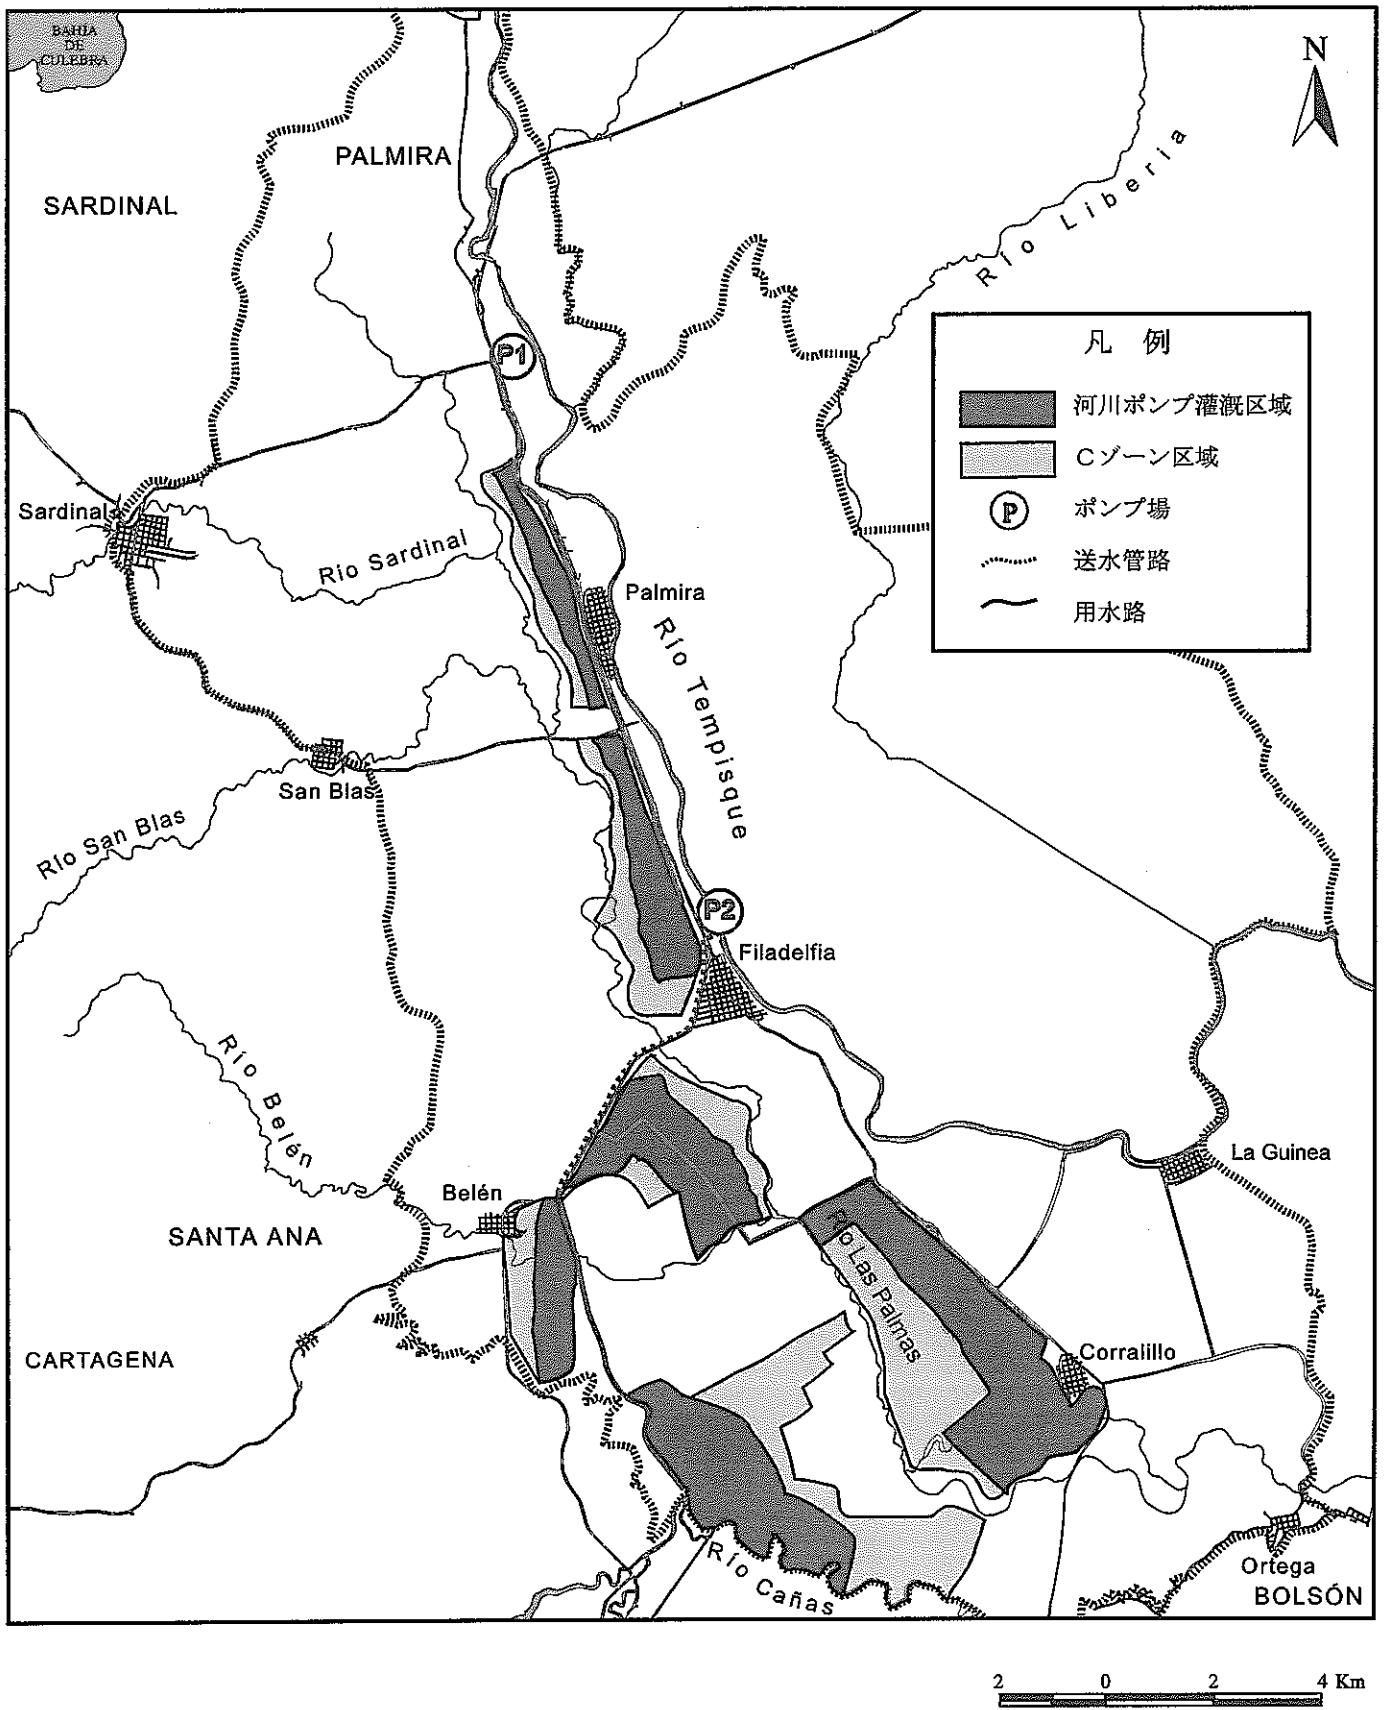 BAHIA
DE
CULEBRA
N
PALMIRA
SARDINAL
Río Liberia
P1
凡 例
河川ポンプ灌漑区域
Cゾーン区域
P ポンプ場
送水管路
用水路
Sardinal
Río Sardinal
Palmira
Río Tempisque
San Blas
Río San Blas
P2
Filadelfia
Río Belén
La Guinea
Belén
SANTA ANA
Río Las Palmas
CARTAGENA
Corralillo
Río Cañas
Ortega
BOLSÓN
2 0 2 4 Km